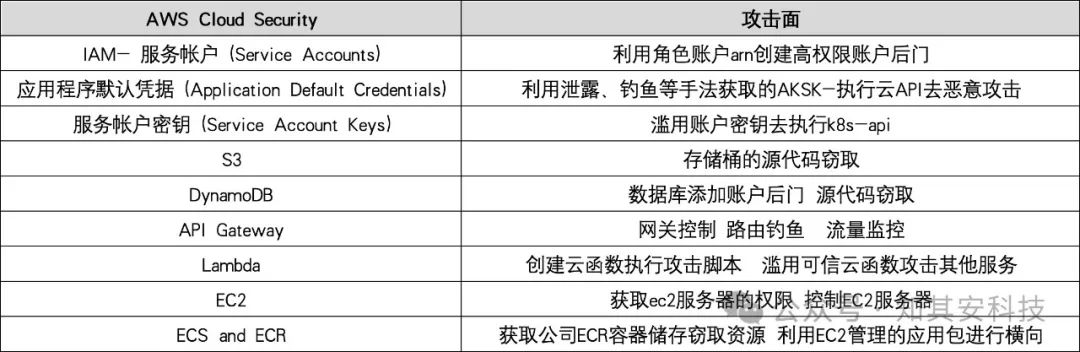 AWS Cloud Security 攻击面
IAM- 服务帐户 (Service Accounts) 利用角色账户arn创建高权限账户后门
应用程序默认凭据 (Application Default Credentials) 利用泄露、钓鱼等手法获取的AKSK-执行云API去恶意攻击
服务帐户密钥 (Service Account Keys) 滥用账户密钥去执行k8s-api
S3 存储桶的源代码窃取
DynamoDB 数据库添加账户后门 源代码窃取
API Gateway 网关控制 路由钓鱼 流量监控
Lambda 创建云函数执行攻击脚本 滥用可信云函数攻击其他服务
EC2 获取ec2服务器的权限 控制EC2服务器
公众号 · 知其安科技
ECS and ECR 获取公司ECR容器储存窃取资源 利用EC2管理的应用包进行横向